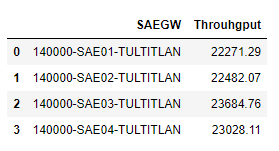 SAEGW Throuhgput
0 140000-SAE01-TULTITLAN 22271.29
1 140000-SAE02-TULTITLAN 22482.07
2 140000-SAE03-TULTITLAN 23684.76
3 140000-SAE04-TULTITLAN 23028.11